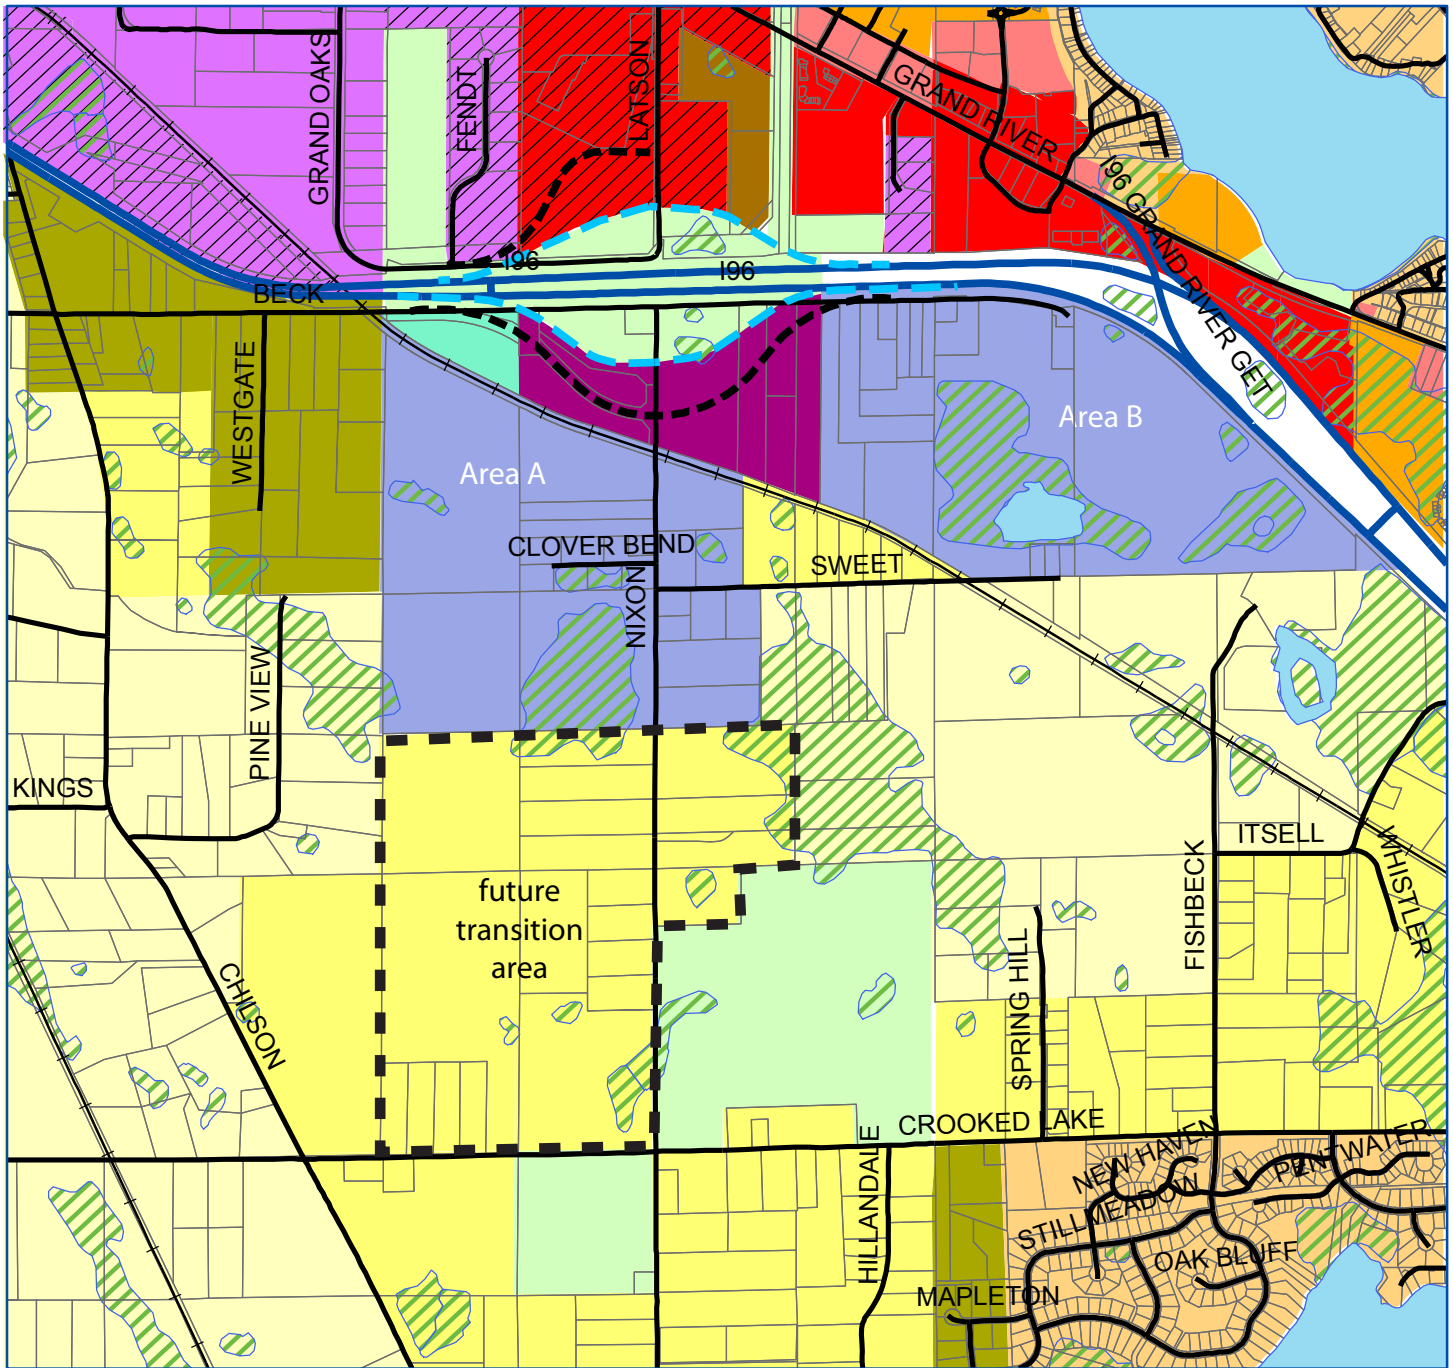 GRAND OAKS
FENDT
LATSON
GRAND RIVER
I96 GRAND RIVER GET
I96
I96
BECK
WESTGATE
Area A
Area B
CLOVER BEND
NIXON
SWEET
PINE VIEW
KINGS
ITSELL
WHISTLER
FISHBECK
future
transition
area
CHILSON
SPRING HILL
CROOKED LAKE
HILLANDALE
NEW HAVEN
PENTWATER
STILLMEADOW
OAK BLUFF
MAPLETON